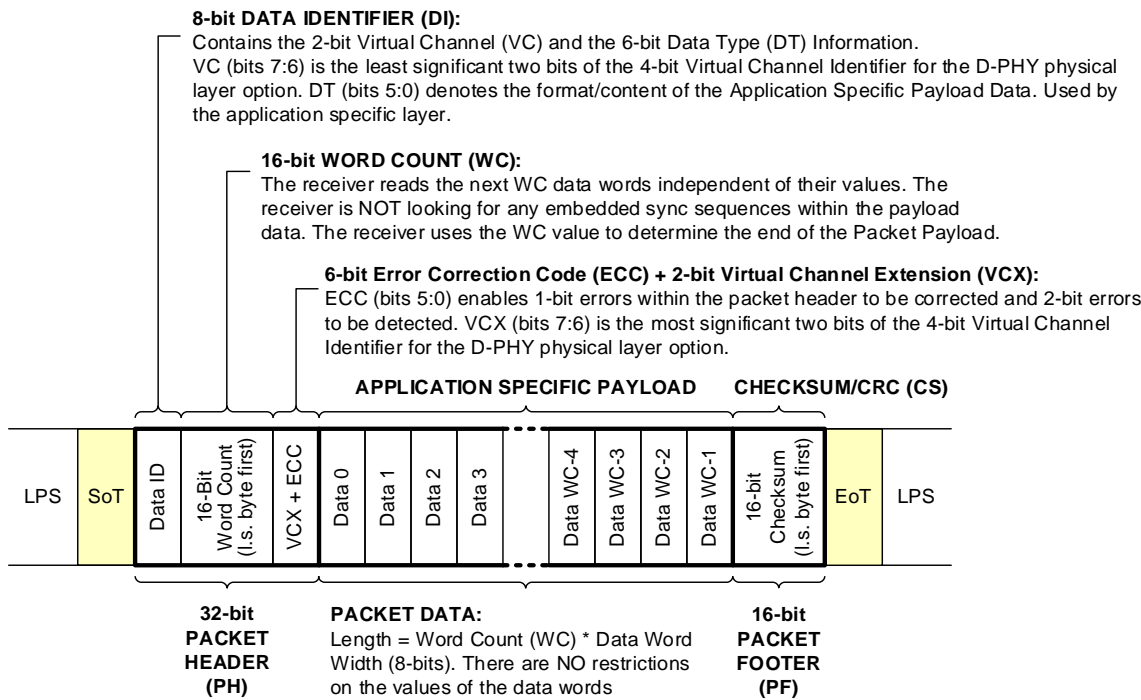 8-bit DATA IDENTIFIER (DI):
Contains the 2-bit Virtual Channel (VC) and the 6-bit Data Type (DT) Information.
VC (bits 7:6) is the least significant two bits of the 4-bit Virtual Channel Identifier for the D-PHY physical
layer option. DT (bits 5:0) denotes the format/content of the Application Specific Payload Data. Used by
the application specific layer.
16-bit WORD COUNT (WC):
The receiver reads the next WC data words independent of their values. The
receiver is NOT looking for any embedded sync sequences within the payload
data. The receiver uses the WC value to determine the end of the Packet Payload.
6-bit Error Correction Code (ECC) + 2-bit Virtual Channel Extension (VCX):
ECC (bits 5:0) enables 1-bit errors within the packet header to be corrected and 2-bit errors
to be detected. VCX (bits 7:6) is the most significant two bits of the 4-bit Virtual Channel
Identifier for the D-PHY physical layer option.
APPLICATION SPECIFIC PAYLOAD
CHECKSUM/CRC (CS)
LPS
SoT
Data ID
16-Bit
Word Count
(l.s. byte first)
VCX + ECC
Data 0
Data 1
Data 2
Data 3
Data WC-4
Data WC-3
Data WC-2
Data WC-1
16-bit
Checksum
(l.s. byte first)
EoT
LPS
32-bit
PACKET
HEADER
(PH)
PACKET DATA:
Length = Word Count (WC) * Data Word
Width (8-bits). There are NO restrictions
on the values of the data words
16-bit
PACKET
FOOTER
(PF)